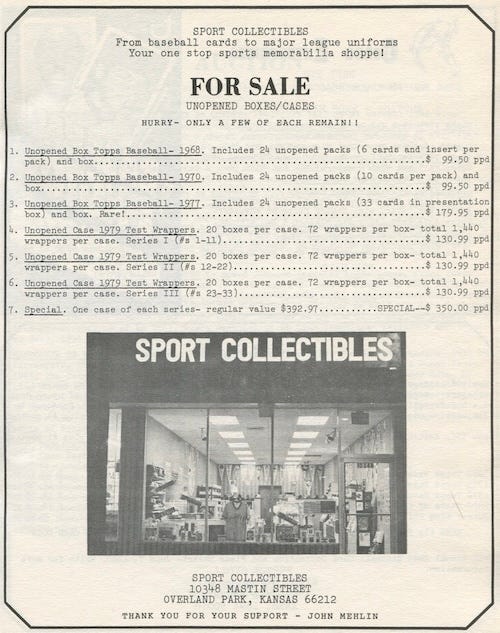 SPORT COLLECTIBLES
From baseball cards to major league uniforms
Your one stop sports memorabilia shoppe!
FOR SALE
UNOPENED BOXES/CASES
HURRY- ONLY A FEW OF EACH REMAIN!!
1. Unopened Box Topps Baseball- 1968. Includes 24 unopened packs (6 cards and insert per
pack) and box...............................................................$ 99.50 ppd
2. Unopened Box Topps Baseball- 1970. Includes 24 unopened packs (10 cards per pack) and
box.........................................................................$ 99.50 ppd
3. Unopened Box Topps Baseball- 1977. Includes 24 unopened packs (33 cards in presentation
box) and box. Rare!.........................................................$ 179.95 ppd
4. Unopened Case 1979 Test Wrappers. 20 boxes per case. 72 wrappers per box- total 1,440
wrappers per case. Series I (#s 1-11).......................................$ 130.99 ppd
5. Unopened Case 1979 Test Wrappers. 20 boxes per case. 72 wrappers per box- total 1,440
wrappers per case. Series II (#s 12-22).....................................$ 130.99 ppd
6. Unopened Case 1979 Test Wrappers. 20 boxes per case. 72 wrappers per box- total 1,440
wrappers per case. Series III (#s 23-33)....................................$ 130.99 ppd
7. Special. One case of each series- regular value $392.97..........SPECIAL--$ 350.00 ppd
SPORT COLLECTIBLES
SPORT COLLECTIBLES
10348 MASTIN STREET
OVERLAND PARK, KANSAS 66212
THANK YOU FOR YOUR SUPPORT - JOHN MEHLIN